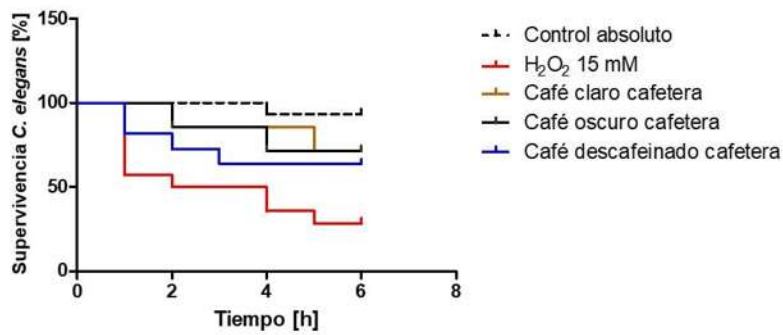 Supervivencia C. elegans [%]
150
100
50
0
0 2 4 6 8
Tiempo [h]
Control absoluto
H₂O₂ 15 mM
Café claro cafetera
Café oscuro cafetera
Café descafeinado cafetera